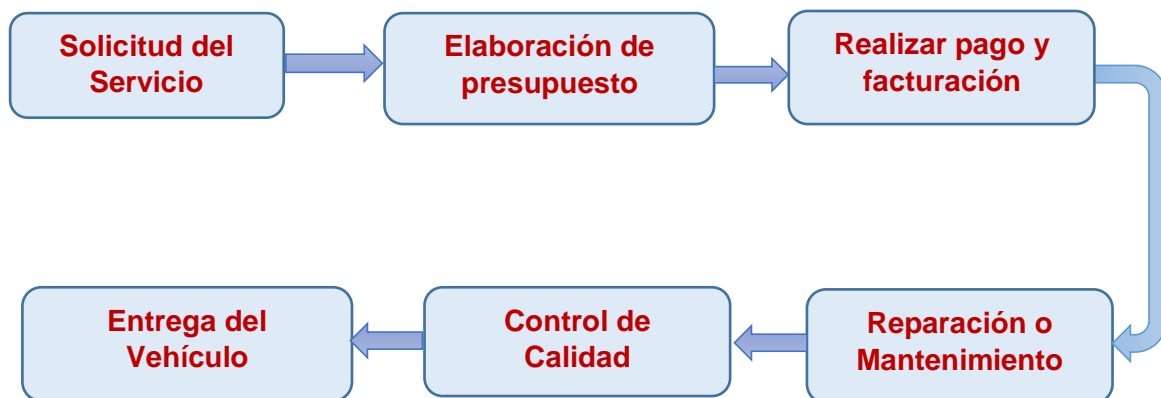 Solicitud del
Servicio
Elaboración de
presupuesto
Realizar pago y
facturación
Entrega del
Vehículo
Control de
Calidad
Reparación o
Mantenimiento